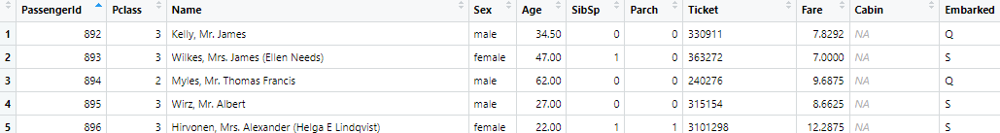 PassengerId Pclass Name Sex Age SibSp Parch Ticket Fare Cabin Embarked
1 892 3 Kelly, Mr. James male 34.50 0 0 330911 7.8292 NA Q
2 893 3 Wilkes, Mrs. James (Ellen Needs) female 47.00 1 0 363272 7.0000 NA S
3 894 2 Myles, Mr. Thomas Francis male 62.00 0 0 240276 9.6875 NA Q
4 895 3 Wirz, Mr. Albert male 27.00 0 0 315154 8.6625 NA S
5 896 3 Hirvonen, Mrs. Alexander (Helga E Lindqvist) female 22.00 1 1 3101298 12.2875 NA S